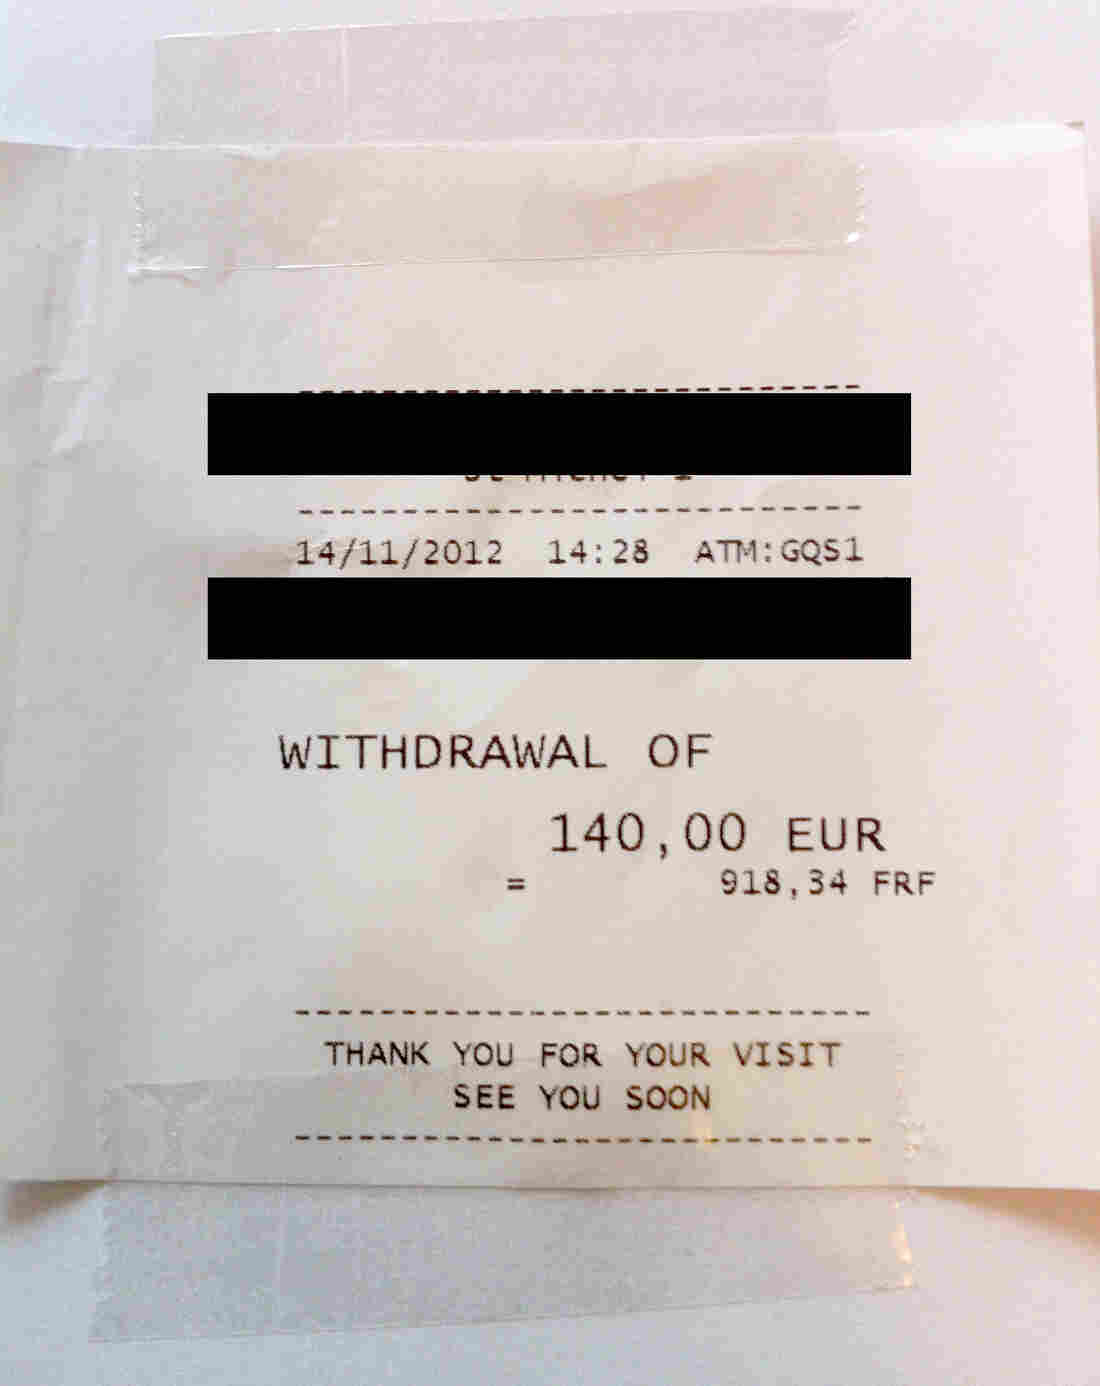 14/11/2012 14:28 ATM:GQS1
WITHDRAWAL OF
140,00 EUR
= 918,34 FRF
THANK YOU FOR YOUR VISIT
SEE YOU SOON